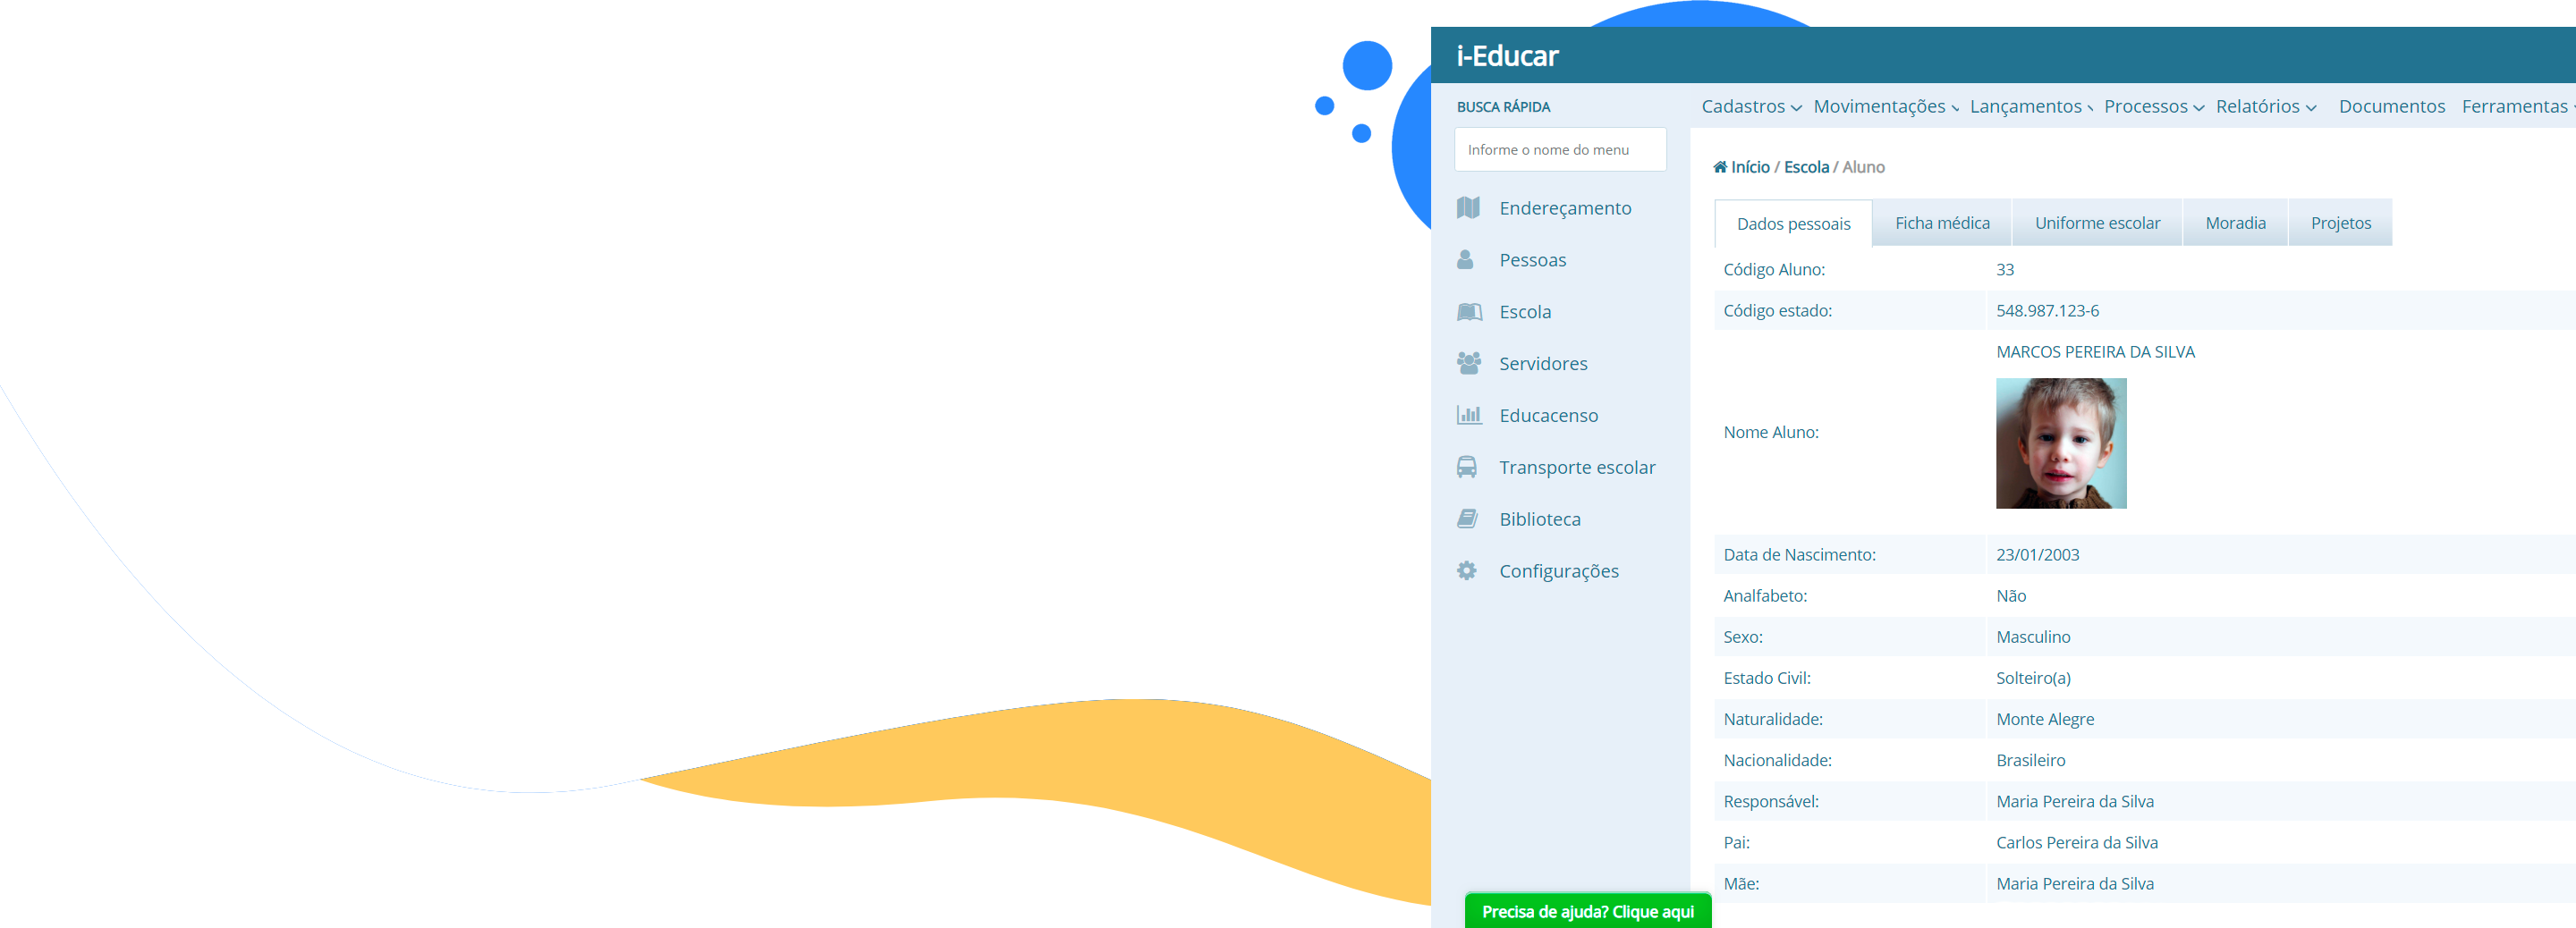 i-Educar
BUSCA RÁPIDA
Informe o nome do menu
Endereçamento
Pessoas
Escola
Servidores
Educacenso
Transporte escolar
Biblioteca
Configurações
Precisa de ajuda? Clique aqui
Cadastros Movimentações Lançamentos Processos Relatórios Documentos Ferramentas
Início / Escola / Aluno
Dados pessoais Ficha médica Uniforme escolar Moradia Projetos
Código Aluno: 33
Código estado: 548.987.123-6
MARCOS PEREIRA DA SILVA
Nome Aluno:
Data de Nascimento: 23/01/2003
Analfabeto: Não
Sexo: Masculino
Estado Civil: Solteiro(a)
Naturalidade: Monte Alegre
Nacionalidade: Brasileiro
Responsável: Maria Pereira da Silva
Pai: Carlos Pereira da Silva
Mãe: Maria Pereira da Silva